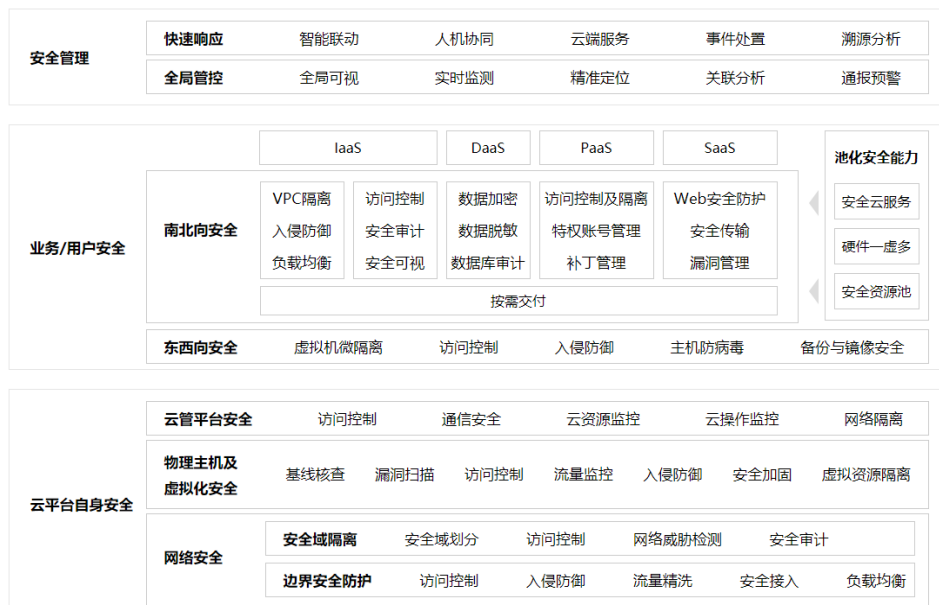 安全管理
快速响应 智能联动 人机协同 云端服务 事件处置 溯源分析
全局管控 全局可视 实时监测 精准定位 关联分析 通报预警
业务/用户安全
IaaS DaaS PaaS SaaS
南北向安全
VPC隔离 访问控制 数据加密 访问控制及隔离 Web安全防护
入侵防御 安全审计 数据脱敏 特权账号管理 安全传输
负载均衡 安全可视 数据库审计 补丁管理 漏洞管理
按需交付
池化安全能力
安全云服务
硬件一虚多
安全资源池
东西向安全 虚拟机微隔离 访问控制 入侵防御 主机防病毒 备份与镜像安全
云平台自身安全
云管平台安全 访问控制 通信安全 云资源监控 云操作监控 网络隔离
物理主机及
虚拟化安全
基线核查 漏洞扫描 访问控制 流量监控 入侵防御 安全加固 虚拟资源隔离
网络安全
安全域隔离 安全域划分 访问控制 网络威胁检测 安全审计
边界安全防护 访问控制 入侵防御 流量精洗 安全接入 负载均衡